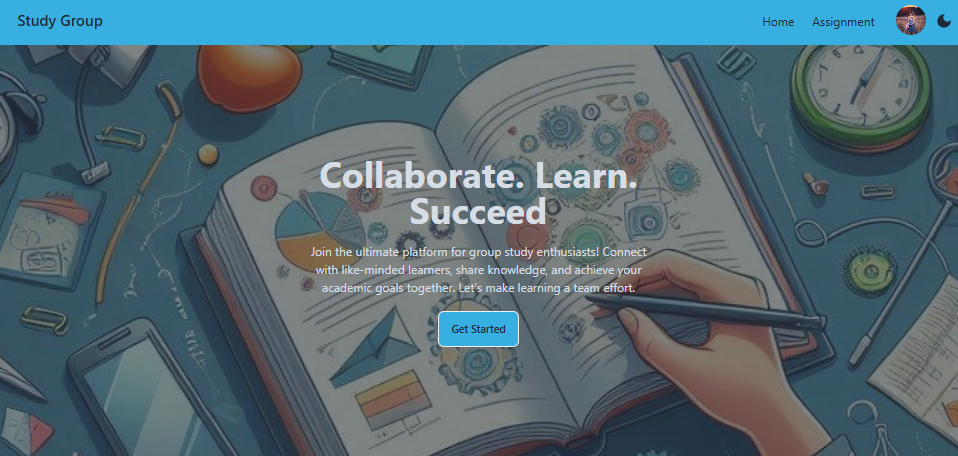 Study Group
Home Assignment
Collaborate. Learn.
Succeed
Join the ultimate platform for group study enthusiasts! Connect
with like-minded learners, share knowledge, and achieve your
academic goals together. Let's make learning a team effort.
Get Started